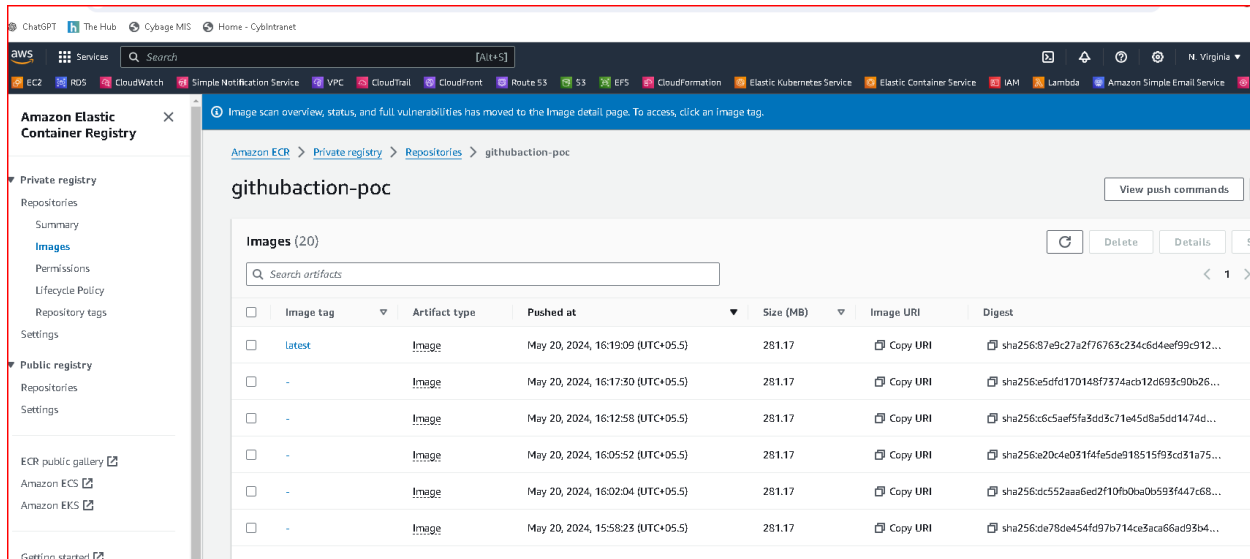 ChatGPT The Hub Cybage MIS Home - CybIntranet
aws Services Search [Alt+S] N. Virginia
EC2 RDS CloudWatch Simple Notification Service VPC CloudTrail CloudFront Route 53 S3 EFS CloudFormation Elastic Kubernetes Service Elastic Container Service IAM Lambda Amazon Simple Email Service
Amazon Elastic
Container Registry
Private registry
Repositories
Summary
Images
Permissions
Lifecycle Policy
Repository tags
Settings
Public registry
Repositories
Settings
ECR public gallery
Amazon ECS
Amazon EKS
Getting started
Image scan overview, status, and full vulnerabilities has moved to the Image detail page. To access, click an image tag.
Amazon ECR > Private registry > Repositories > githubaction-poc
githubaction-poc View push commands
Images (20) Delete Details S
Search artifacts 1
Image tag Artifact type Pushed at Size (MB) Image URI Digest
latest Image May 20, 2024, 16:19:09 (UTC+05.5) 281.17 Copy URI sha256:87e9c27a2f76763c234c6d4eef99c912...
- Image May 20, 2024, 16:17:30 (UTC+05.5) 281.17 Copy URI sha256:e5dfd170148f7374acb12d693c90b26...
- Image May 20, 2024, 16:12:58 (UTC+05.5) 281.17 Copy URI sha256:c6c5aef5fa3dd3c71e45d8a5dd1474d...
- Image May 20, 2024, 16:05:52 (UTC+05.5) 281.17 Copy URI sha256:e20c4e031f4fe5de918515f93cd31a75...
- Image May 20, 2024, 16:02:04 (UTC+05.5) 281.17 Copy URI sha256:dc552aaa6ed2f10fb0ba0b593f447c68...
- Image May 20, 2024, 15:58:23 (UTC+05.5) 281.17 Copy URI sha256:de78de454fd97b714ce3aca66ad93b4...